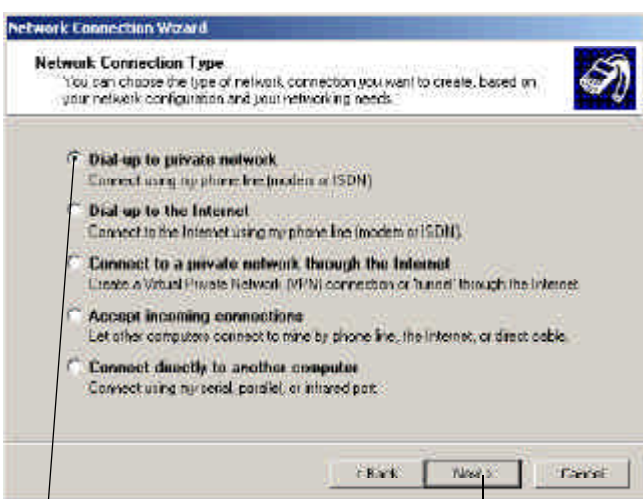 Network Connection Wizard
Network Connection Type
You can choose the type of network connection you want to create, based on
your network configuration and your networking needs.
Dial-up to private network
Connect using my phone line (modem or ISDN).
Dial-up to the Internet
Connect to the Internet using my phone line (modem or ISDN).
Connect to a private network through the Internet
Create a Virtual Private Network (VPN) connection or 'tunnel' through the Internet.
Accept incoming connections
Let other computers connect to mine by phone line, the Internet, or direct cable.
Connect directly to another computer
Connect using my serial, parallel, or infrared port.
< Back Next > Cancel